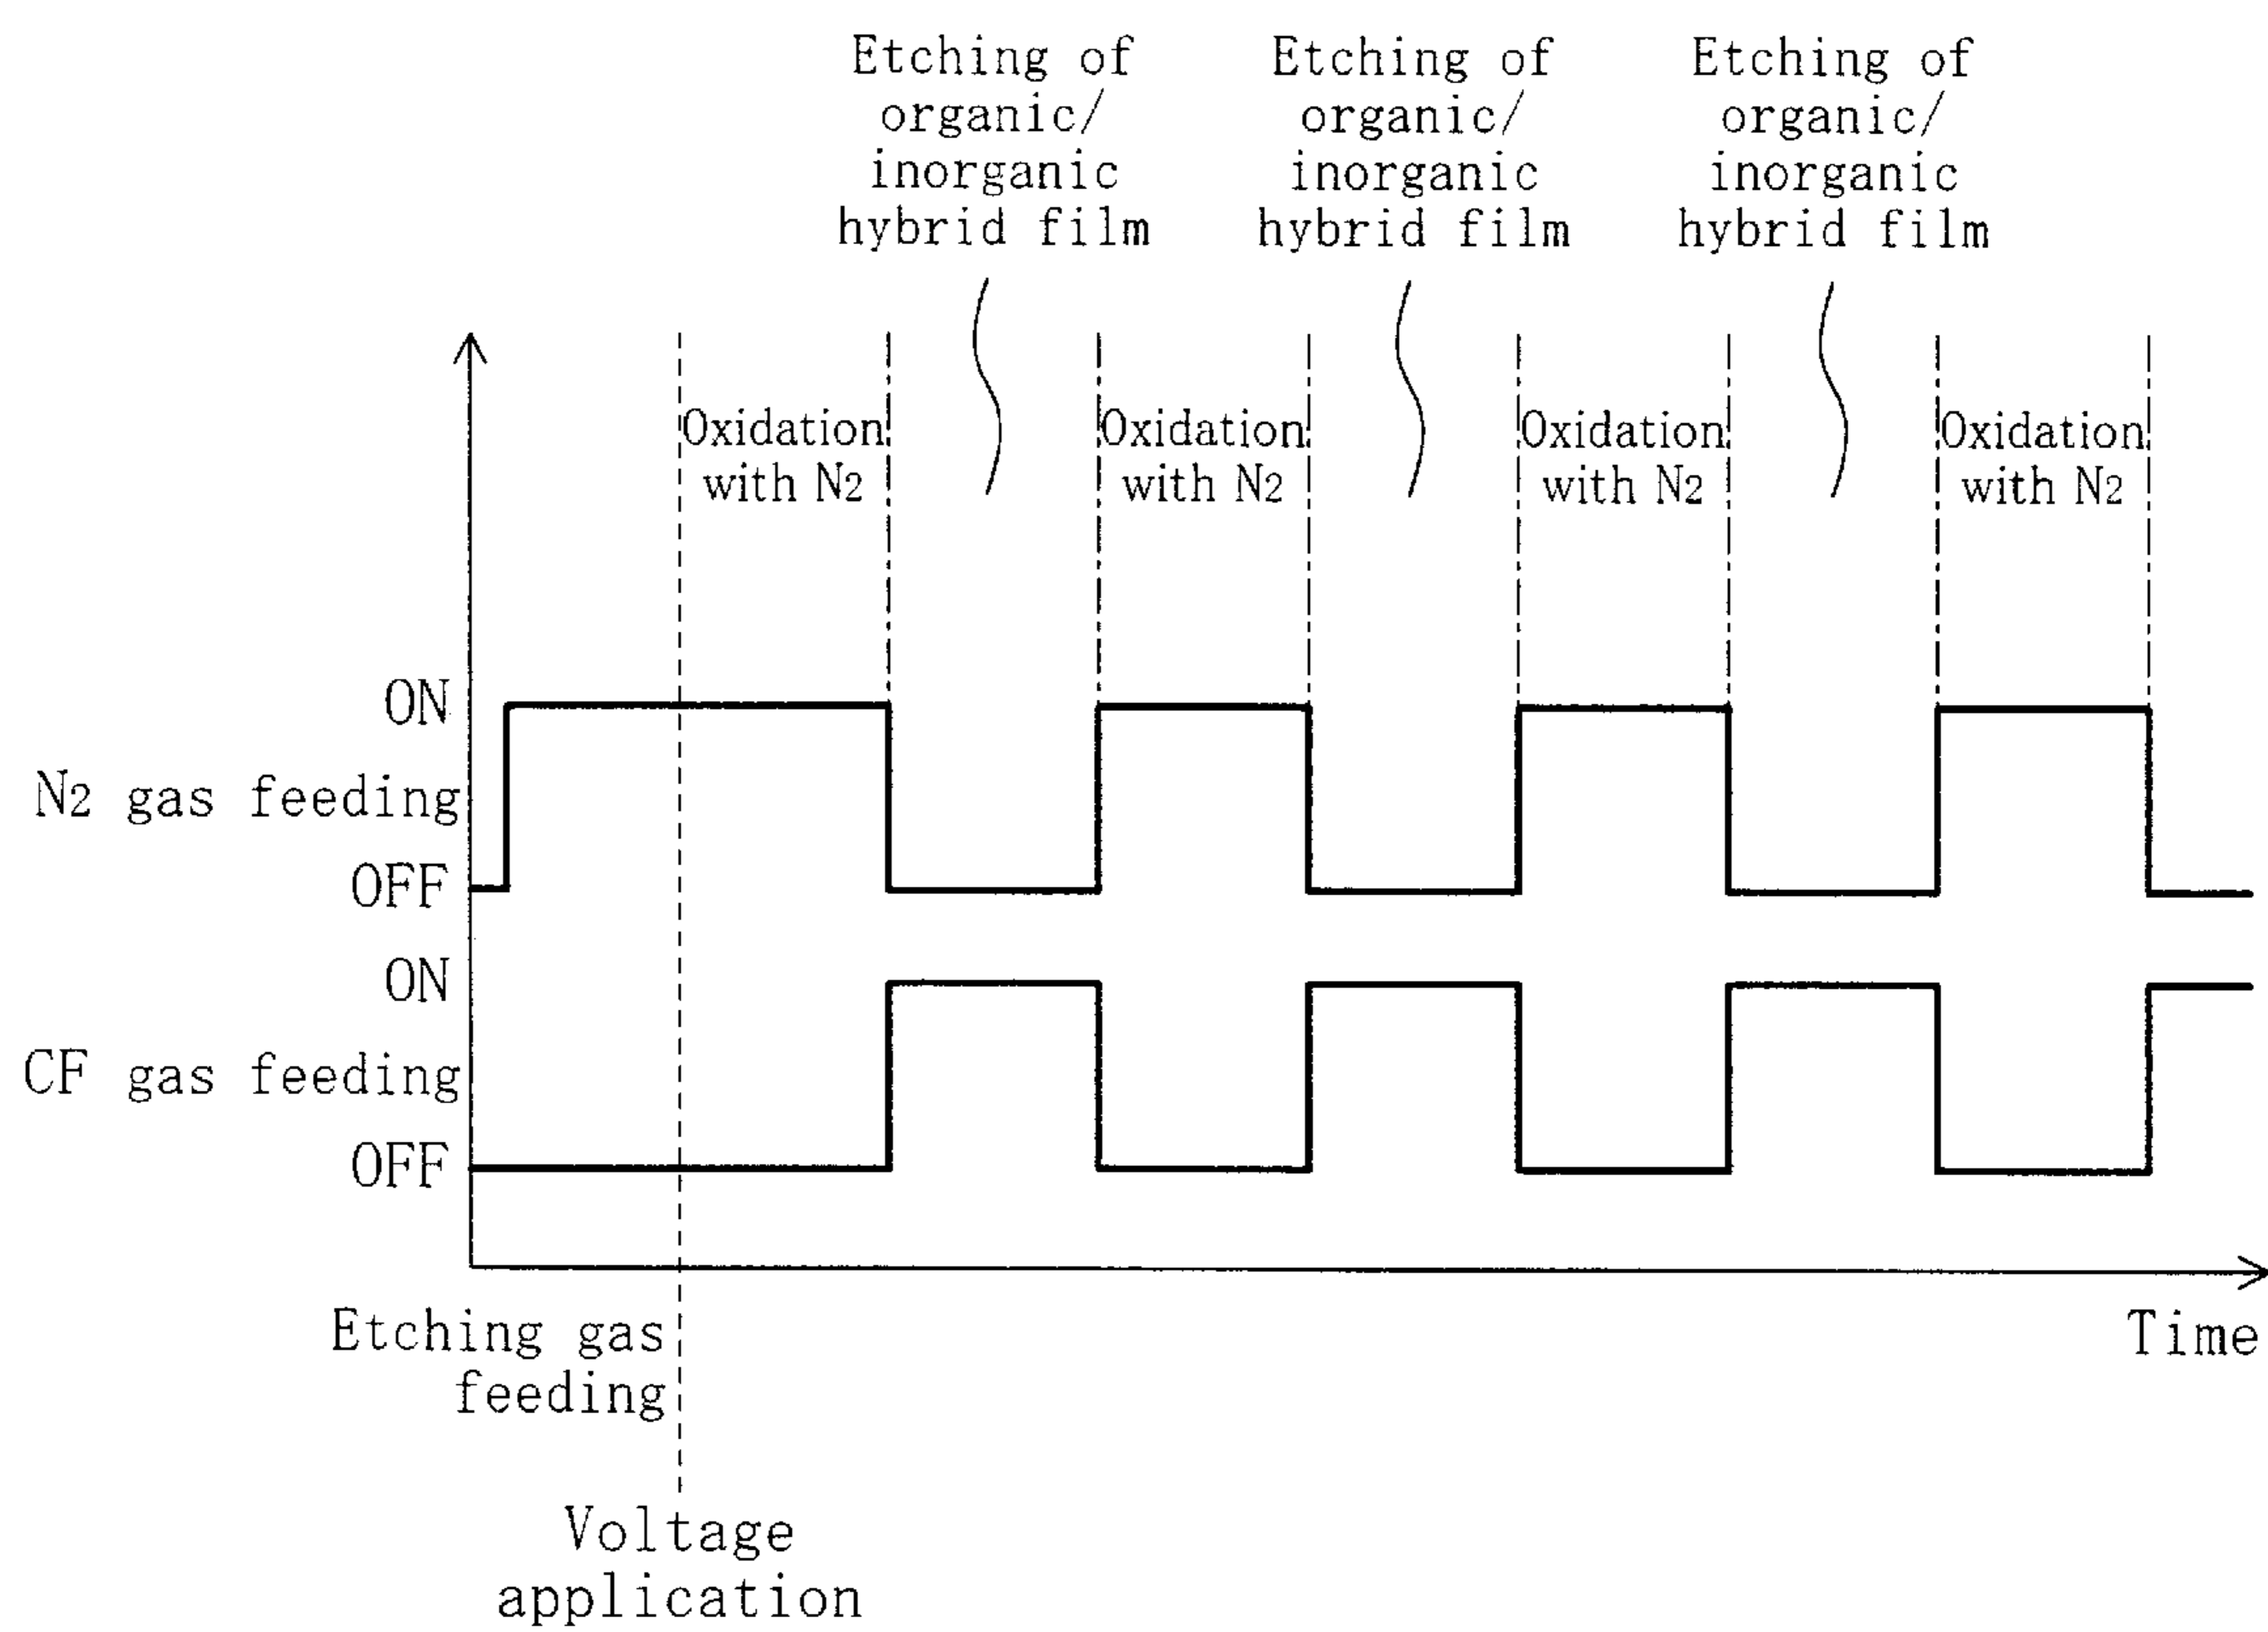 Etching of
organic/
inorganic
hybrid film
Etching of
organic/
inorganic
hybrid film
Etching of
organic/
inorganic
hybrid film
Oxidation
with N2
Oxidation
with N2
Oxidation
with N2
Oxidation
with N2
ON
N2 gas feeding
OFF
ON
CF gas feeding
OFF
Etching gas
feeding
Time
Voltage
application